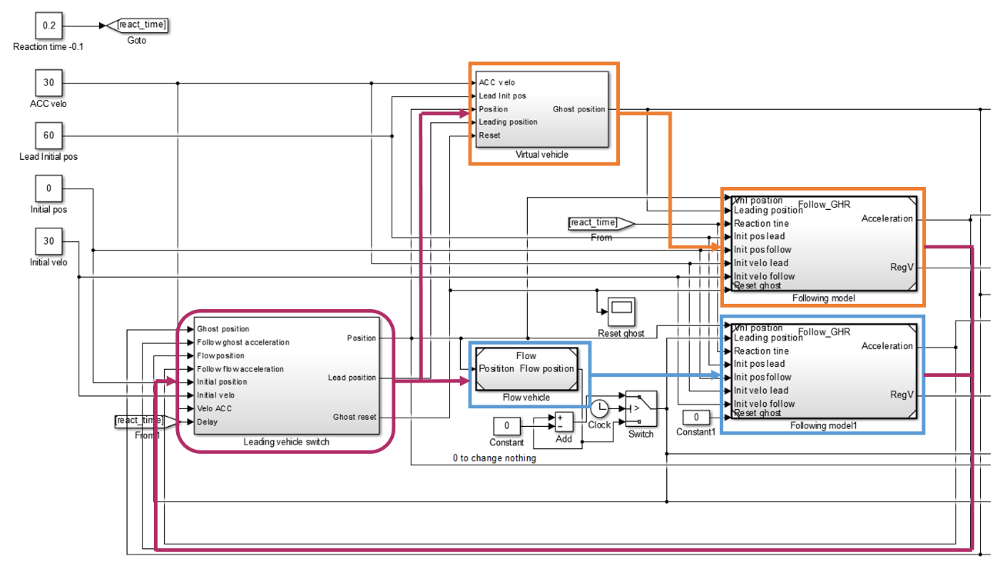 0.2
[react_time]
Goto
Reaction time -0.1
30
ACC velo
60
Lead Initial pos
0
Initial pos
30
Initial velo
ACC velo
Lead Init pos
Position
Leading position
Reset
Ghost position
Virtual vehicle
[react_time]
From
Vhl position
Leading position
Reaction tine
Init pos lead
Init pos follow
Init velo lead
Init velo follow
Reset ghost
Follow_GHR
Acceleration
RegV
Following model
Reset ghost
Ghost position
Follow ghost acceleration
Flow position
Follow flow acceleration
Initial position
Initial velo
Velo ACC
Delay
Position
Lead position
Ghost reset
Leading vehicle switch
[react_time]
From1
Flow
Posititon
Flow position
Flow vehicle
0
Constant
+
−
Add
Clock
>
Switch
0 to change nothing
0
Constant1
Vhl position
Leading position
Reaction tine
Init pos lead
Init pos follow
Init velo lead
Init velo follow
Reset ghost
Follow_GHR
Acceleration
RegV
Following model1